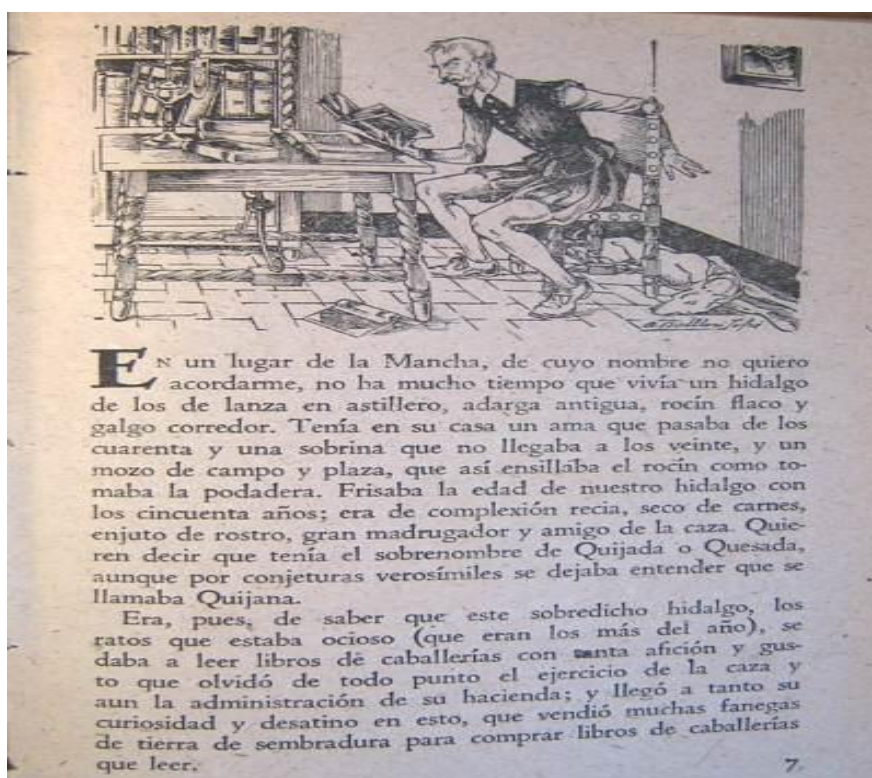 EN un lugar de la Mancha, de cuyo nombre no quiero
acordarme, no ha mucho tiempo que vivía un hidalgo
de los de lanza en astillero, adarga antigua, rocín flaco y
galgo corredor. Tenía en su casa un ama que pasaba de los
cuarenta y una sobrina que no llegaba a los veinte, y un
mozo de campo y plaza, que así ensillaba el rocín como to-
maba la podadera. Frisaba la edad de nuestro hidalgo con
los cincuenta años; era de complexión recia, seco de carnes,
enjuto de rostro, gran madrugador y amigo de la caza. Quie-
ren decir que tenía el sobrenombre de Quijada o Quesada,
aunque por conjeturas verosímiles se dejaba entender que se
llamaba Quijana.
Era, pues, de saber que este sobredicho hidalgo, los
ratos que estaba ocioso (que eran los más del año), se
daba a leer libros de caballerías con tanta afición y gus-
to que olvidó de todo punto el ejercicio de la caza y
aun la administración de su hacienda; y llegó a tanto su
curiosidad y desatino en esto, que vendió muchas fanegas
de tierra de sembradura para comprar libros de caballerías
que leer.
7